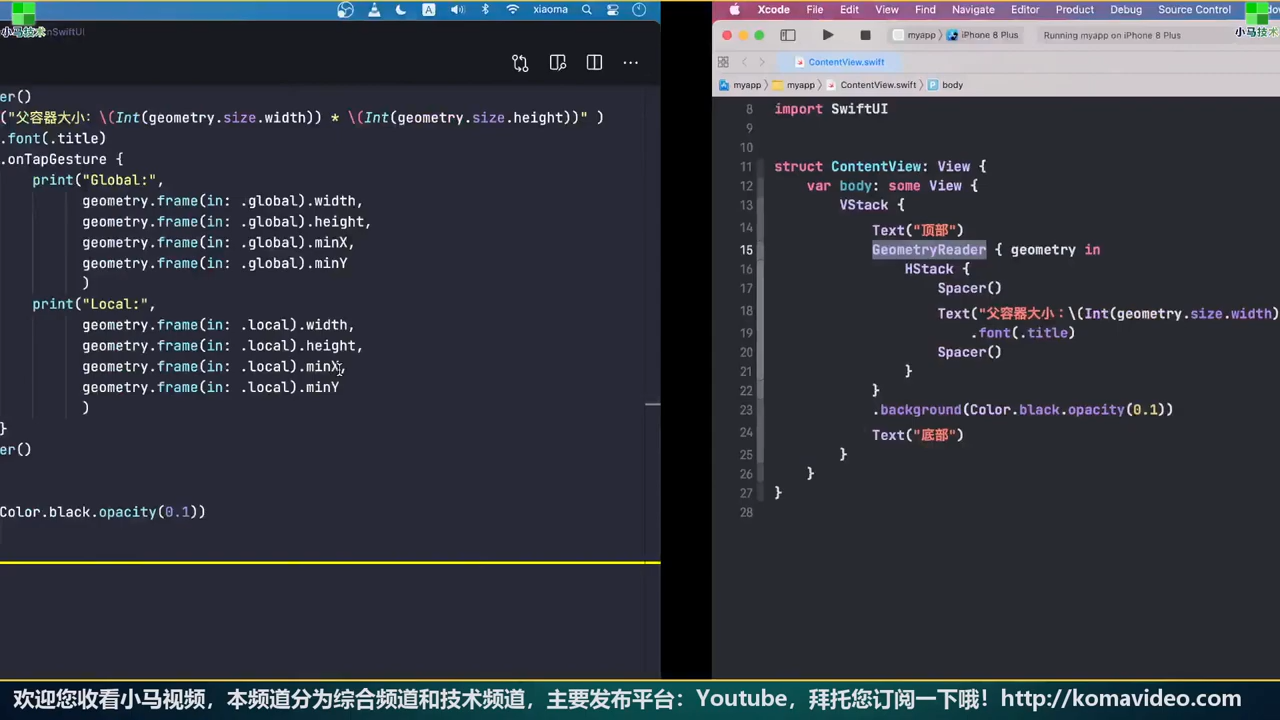 小马技术
nSwiftUI
A
xiaoma
er()
("父容器大小：\(Int(geometry.size.width)) * \(Int(geometry.size.height))" )
.font(.title)
.onTapGesture {
print("Global:",
geometry.frame(in: .global).width,
geometry.frame(in: .global).height,
geometry.frame(in: .global).minX,
geometry.frame(in: .global).minY
)
print("Local:",
geometry.frame(in: .local).width,
geometry.frame(in: .local).height,
geometry.frame(in: .local).minX,
geometry.frame(in: .local).minY
)
}
er()
Color.black.opacity(0.1))
Xcode File Edit View Find Navigate Editor Product Debug Source Control
小马技术
myapp 〉 iPhone 8 Plus
Running myapp on iPhone 8 Plus
ContentView.swift
myapp 〉 myapp 〉 ContentView.swift 〉 P body
8 import SwiftUI
9
10
11 struct ContentView: View {
12 var body: some View {
13 VStack {
14 Text("顶部")
15 GeometryReader { geometry in
16 HStack {
17 Spacer()
18 Text("父容器大小：\(Int(geometry.size.width)
19 .font(.title)
20 Spacer()
21 }
22 }
23 .background(Color.black.opacity(0.1))
24 Text("底部")
25 }
26 }
27 }
28
欢迎您收看小马视频，本频道分为综合频道和技术频道，主要发布平台：Youtube，拜托您订阅一下哦！http://komavideo.com